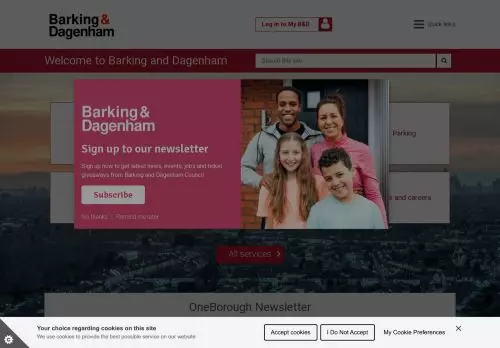 Barking &
Dagenham
Log in to My B&D
Quick links
Welcome to Barking and Dagenham
Search this site
Barking &
Dagenham
Sign up to our newsletter
Sign up now to get latest news, events, jobs and ticket
giveaways from Barking and Dagenham Council
Subscribe
No thanks | Remind me later
Parking
and careers
All services
OneBorough Newsletter
Your choice regarding cookies on this site
We use cookies to provide the best possible service on our website
Accept cookies
I Do Not Accept
My Cookie Preferences